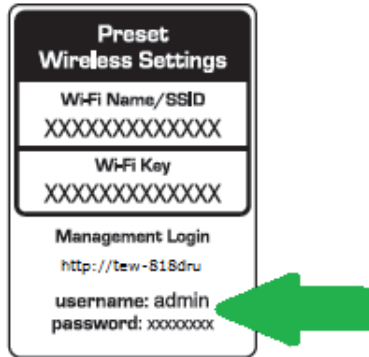 Preset
Wireless Settings
Wi-Fi Name/SSID
XXXXXXXXXXXXX
Wi-Fi Key
XXXXXXXXXXXXX
Management Login
http://tew-818dru
username: admin
password: xxxxxxxx